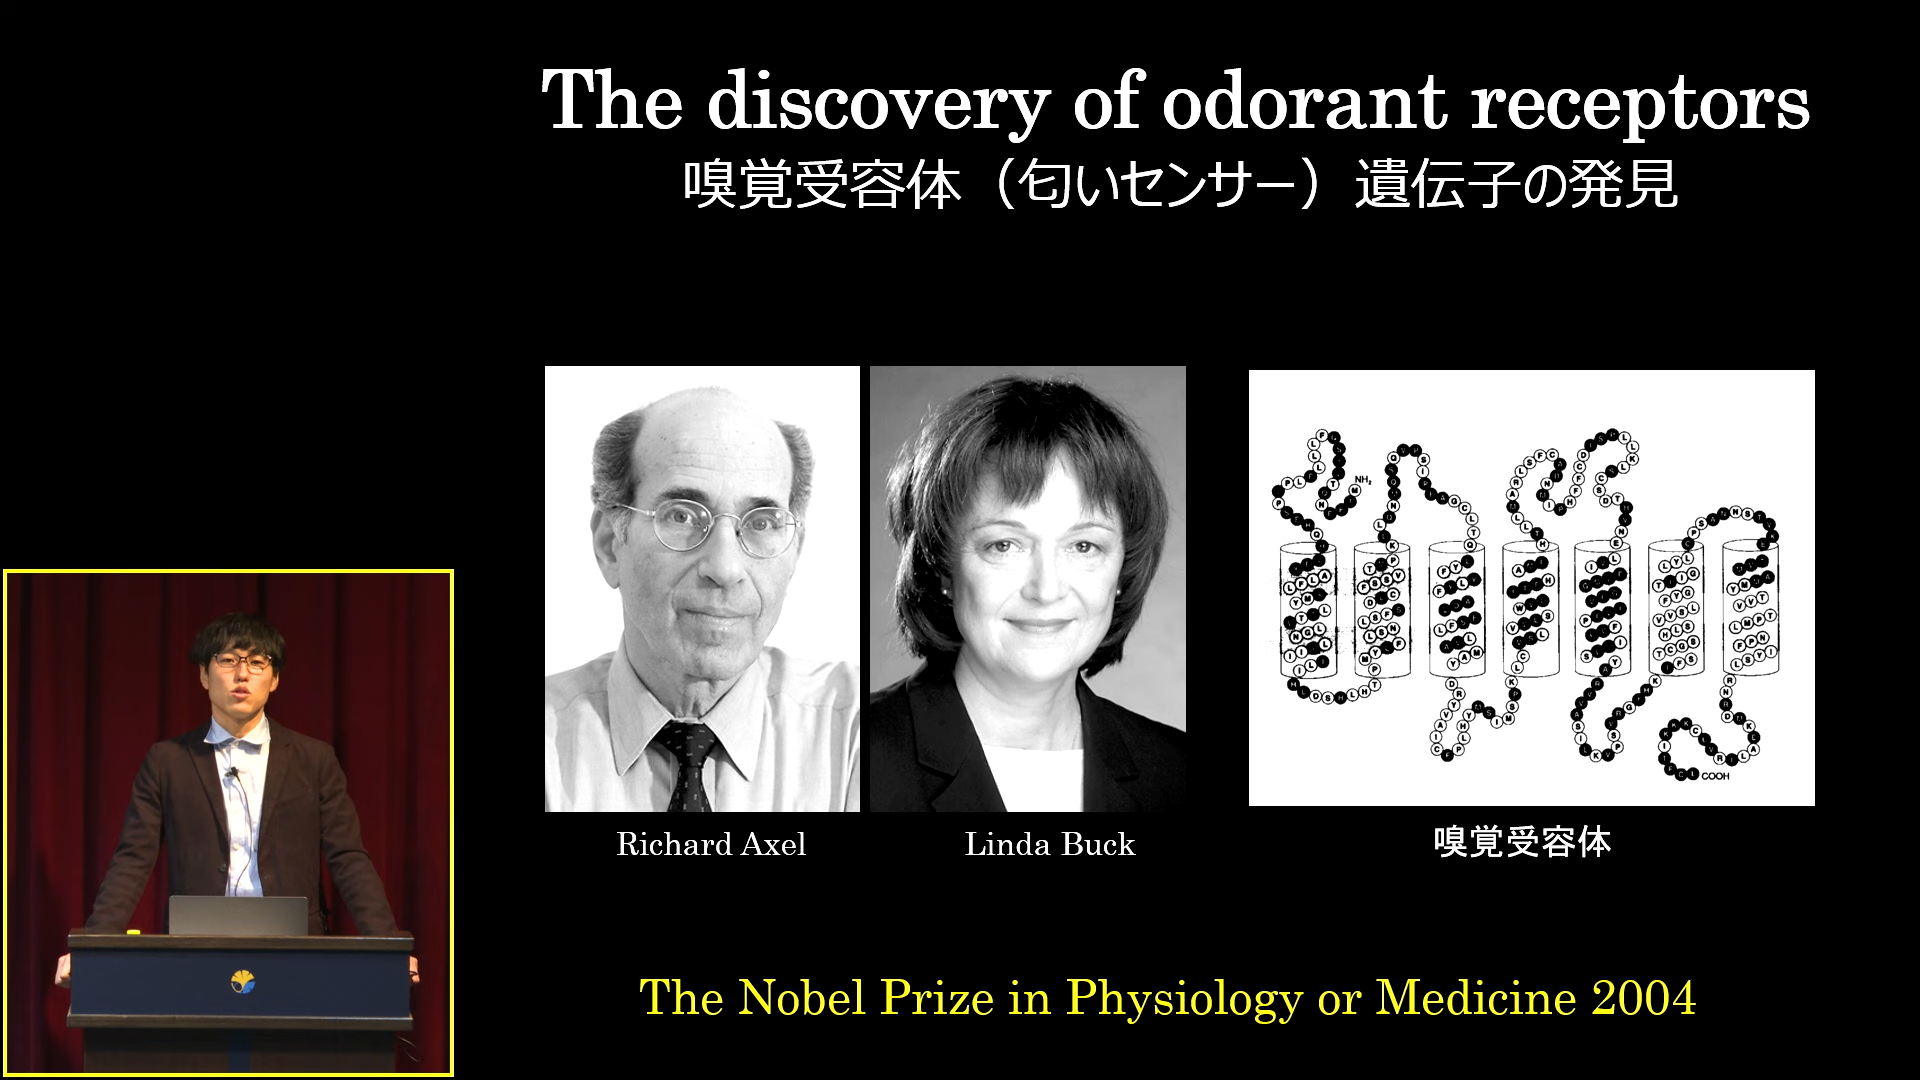 The discovery of odorant receptors
嗅覚受容体（匂いセンサー）遺伝子の発見
NH₂
COOH
Richard Axel
Linda Buck
嗅覚受容体
The Nobel Prize in Physiology or Medicine 2004